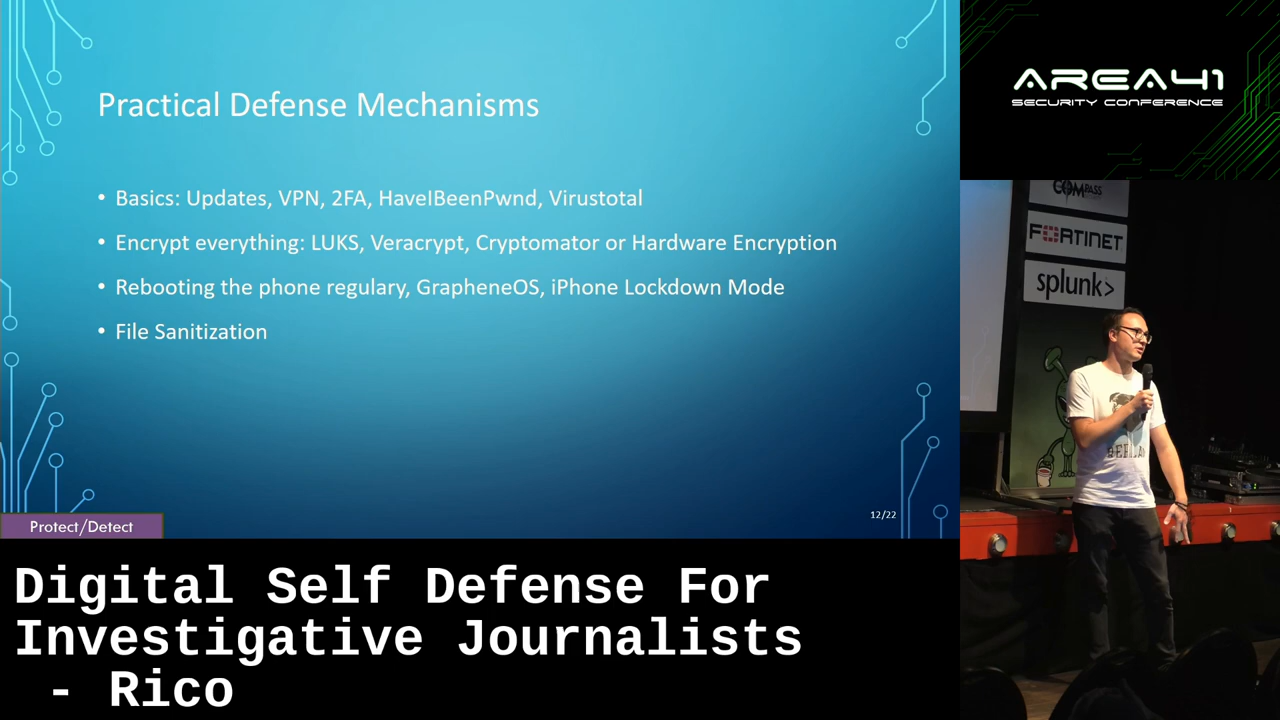 Practical Defense Mechanisms
• Basics: Updates, VPN, 2FA, HaveIBeenPwnd, Virustotal
• Encrypt everything: LUKS, Veracrypt, Cryptomator or Hardware Encryption
• Rebooting the phone regulary, GrapheneOS, iPhone Lockdown Mode
• File Sanitization
12/22
Protect/Detect
AREA41
SECURITY CONFERENCE
COMPASS
FORTINET
splunk>
Digital Self Defense For
Investigative Journalists
- Rico